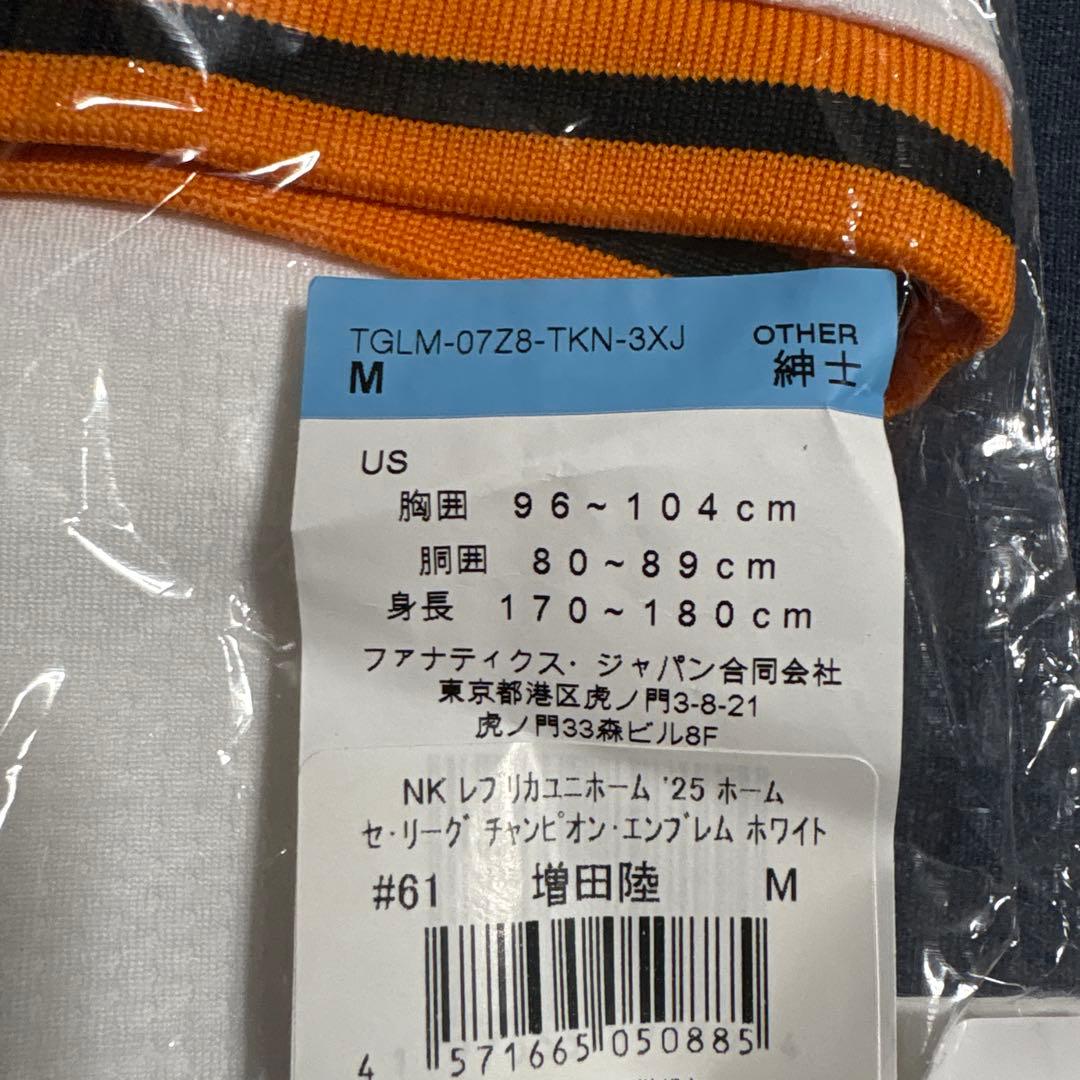 TGLM-07Z8-TKN-3XJ OTHER
M 紳士
US
胸囲 96~104cm
胴囲 80~89cm
身長 170~180cm
ファナティクス・ジャパン合同会社
東京都港区虎ノ門3-8-21
虎ノ門33森ビル8F
NK レプリカユニホーム '25 ホーム
セ・リーグ チャンピオン・エンブレム ホワイト
#61 増田陸 M
4 571665 050885